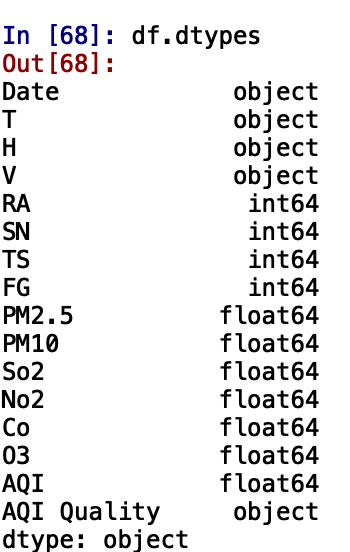 In [68]: df.dtypes
Out[68]:
Date object
T object
H object
V object
RA int64
SN int64
TS int64
FG int64
PM2.5 float64
PM10 float64
So2 float64
No2 float64
Co float64
O3 float64
AQI float64
AQI Quality object
dtype: object